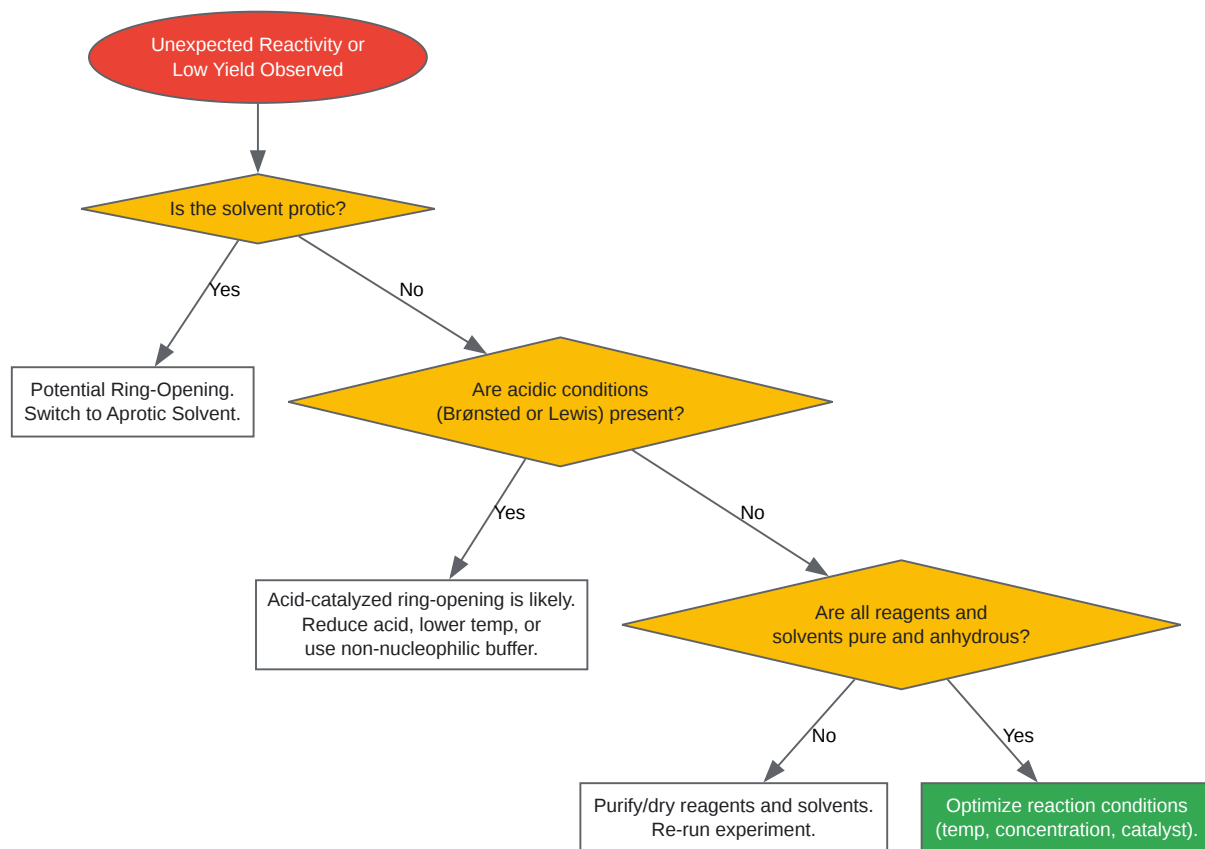 Unexpected Reactivity or
Low Yield Observed
Is the solvent protic?
Yes
No
Potential Ring-Opening.
Switch to Aprotic Solvent.
Are acidic conditions
(Brønsted or Lewis) present?
Yes
No
Acid-catalyzed ring-opening is likely.
Reduce acid, lower temp, or
use non-nucleophilic buffer.
Are all reagents and
solvents pure and anhydrous?
No
Yes
Purify/dry reagents and solvents.
Re-run experiment.
Optimize reaction conditions
(temp, concentration, catalyst).